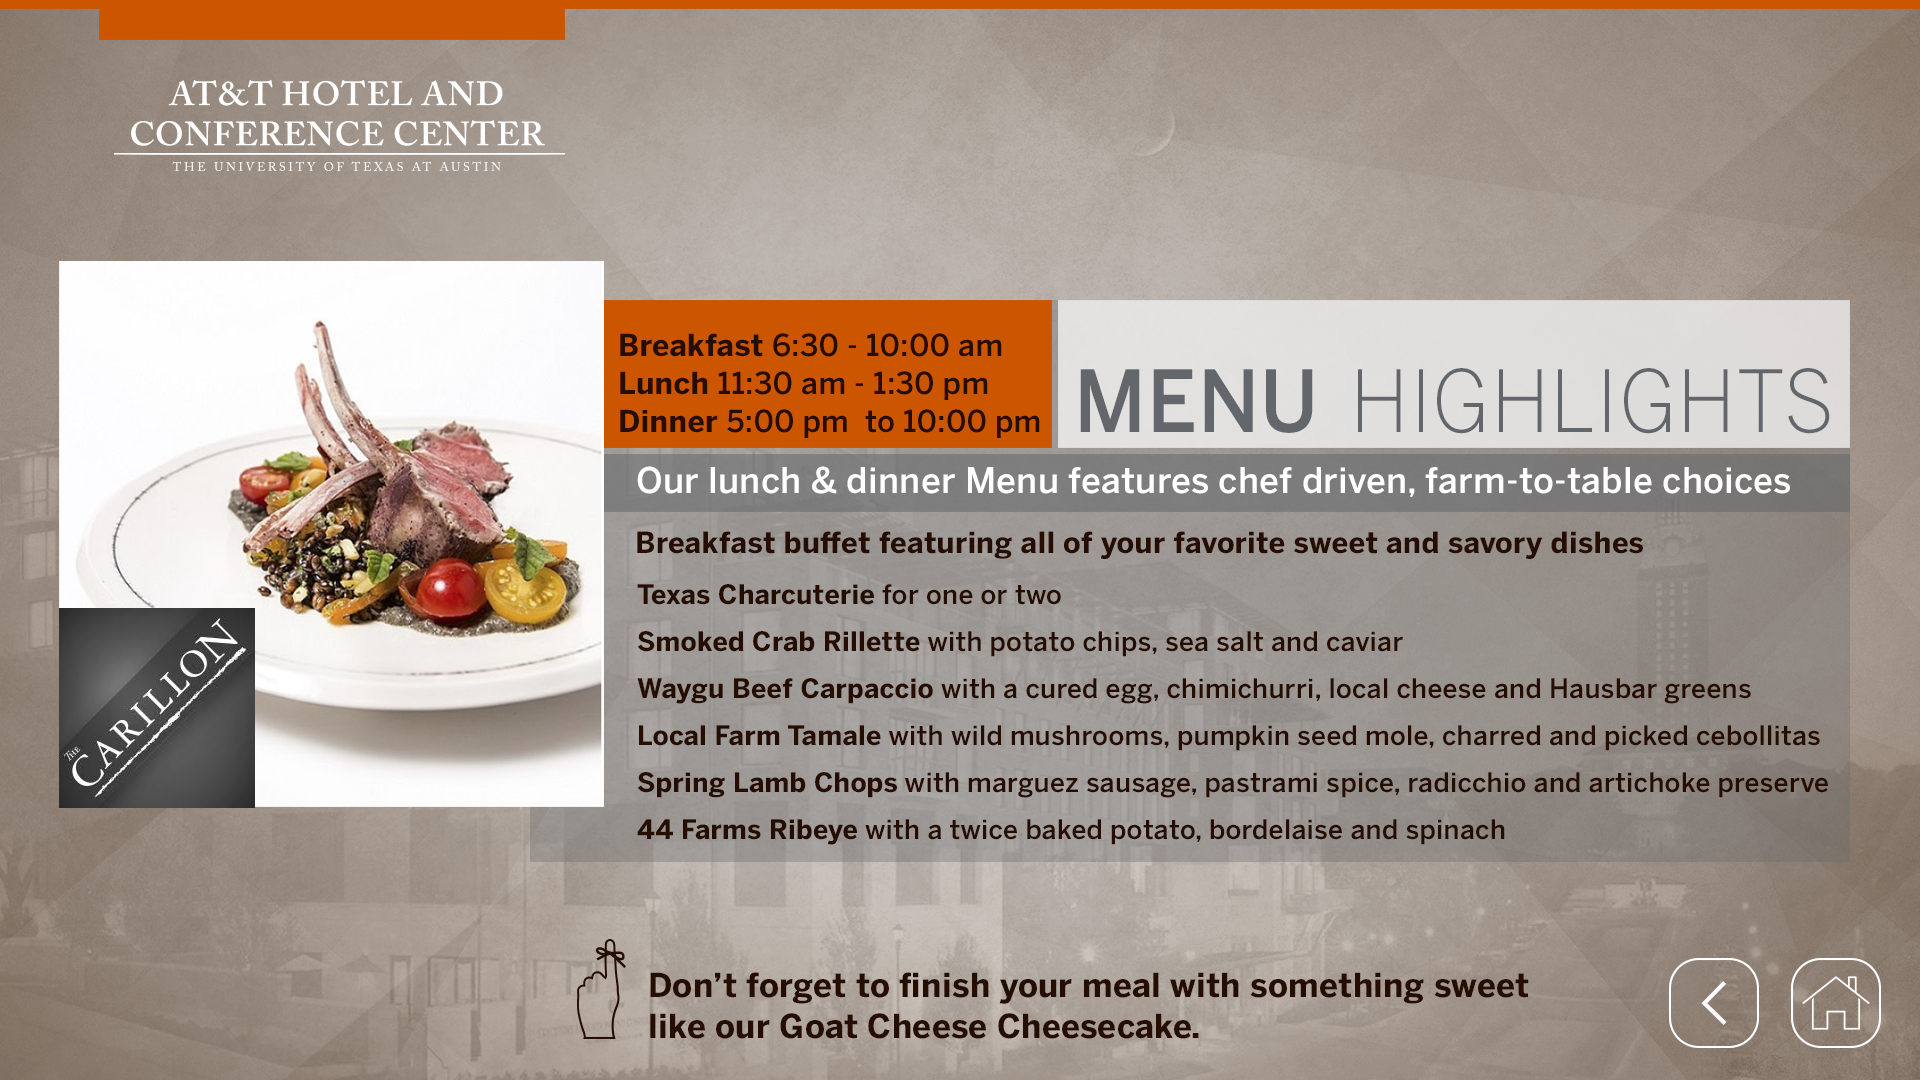 AT&T HOTEL AND
CONFERENCE CENTER
THE UNIVERSITY OF TEXAS AT AUSTIN
Breakfast 6:30 - 10:00 am
Lunch 11:30 am - 1:30 pm
Dinner 5:00 pm to 10:00 pm
MENU HIGHLIGHTS
Our lunch & dinner Menu features chef driven, farm-to-table choices
Breakfast buffet featuring all of your favorite sweet and savory dishes
Texas Charcuterie for one or two
Smoked Crab Rillette with potato chips, sea salt and caviar
Waygu Beef Carpaccio with a cured egg, chimichurri, local cheese and Hausbar greens
Local Farm Tamale with wild mushrooms, pumpkin seed mole, charred and picked cebollitas
Spring Lamb Chops with marguez sausage, pastrami spice, radicchio and artichoke preserve
44 Farms Ribeye with a twice baked potato, bordelaise and spinach
THE CARILLON
Don't forget to finish your meal with something sweet
like our Goat Cheese Cheesecake.